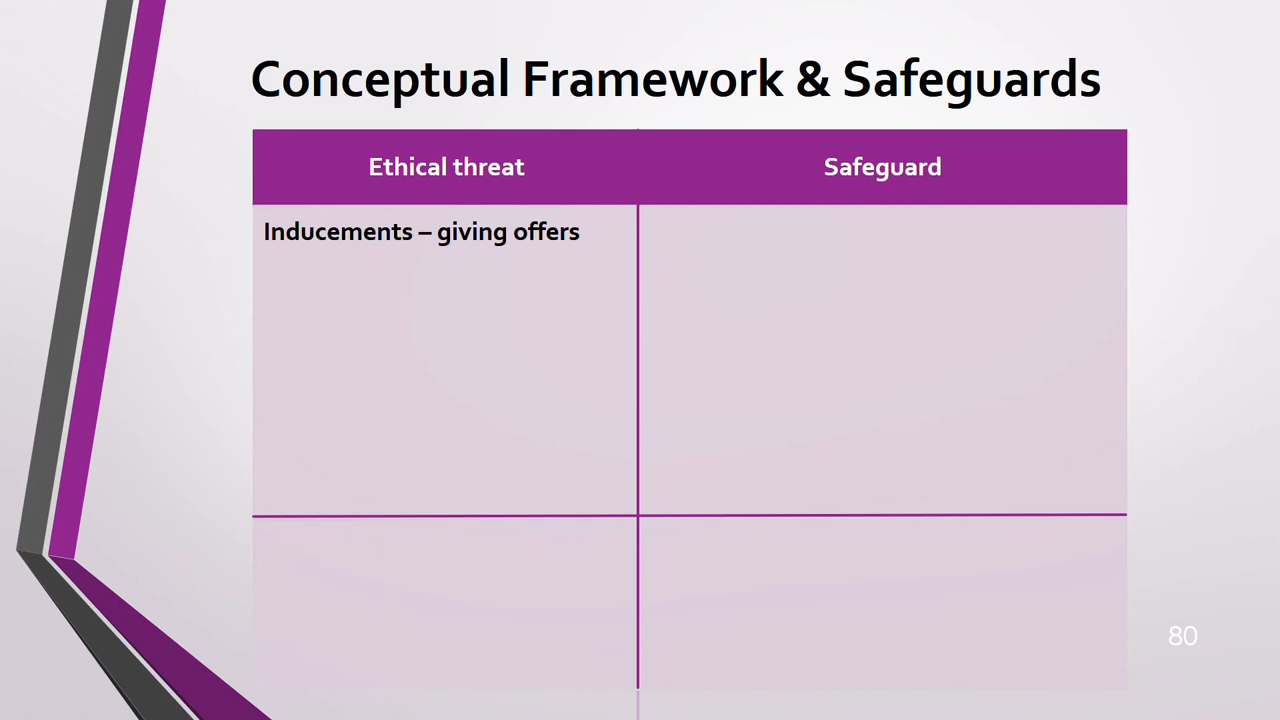 Conceptual Framework & Safeguards
Ethical threat
Safeguard
Inducements – giving offers
80